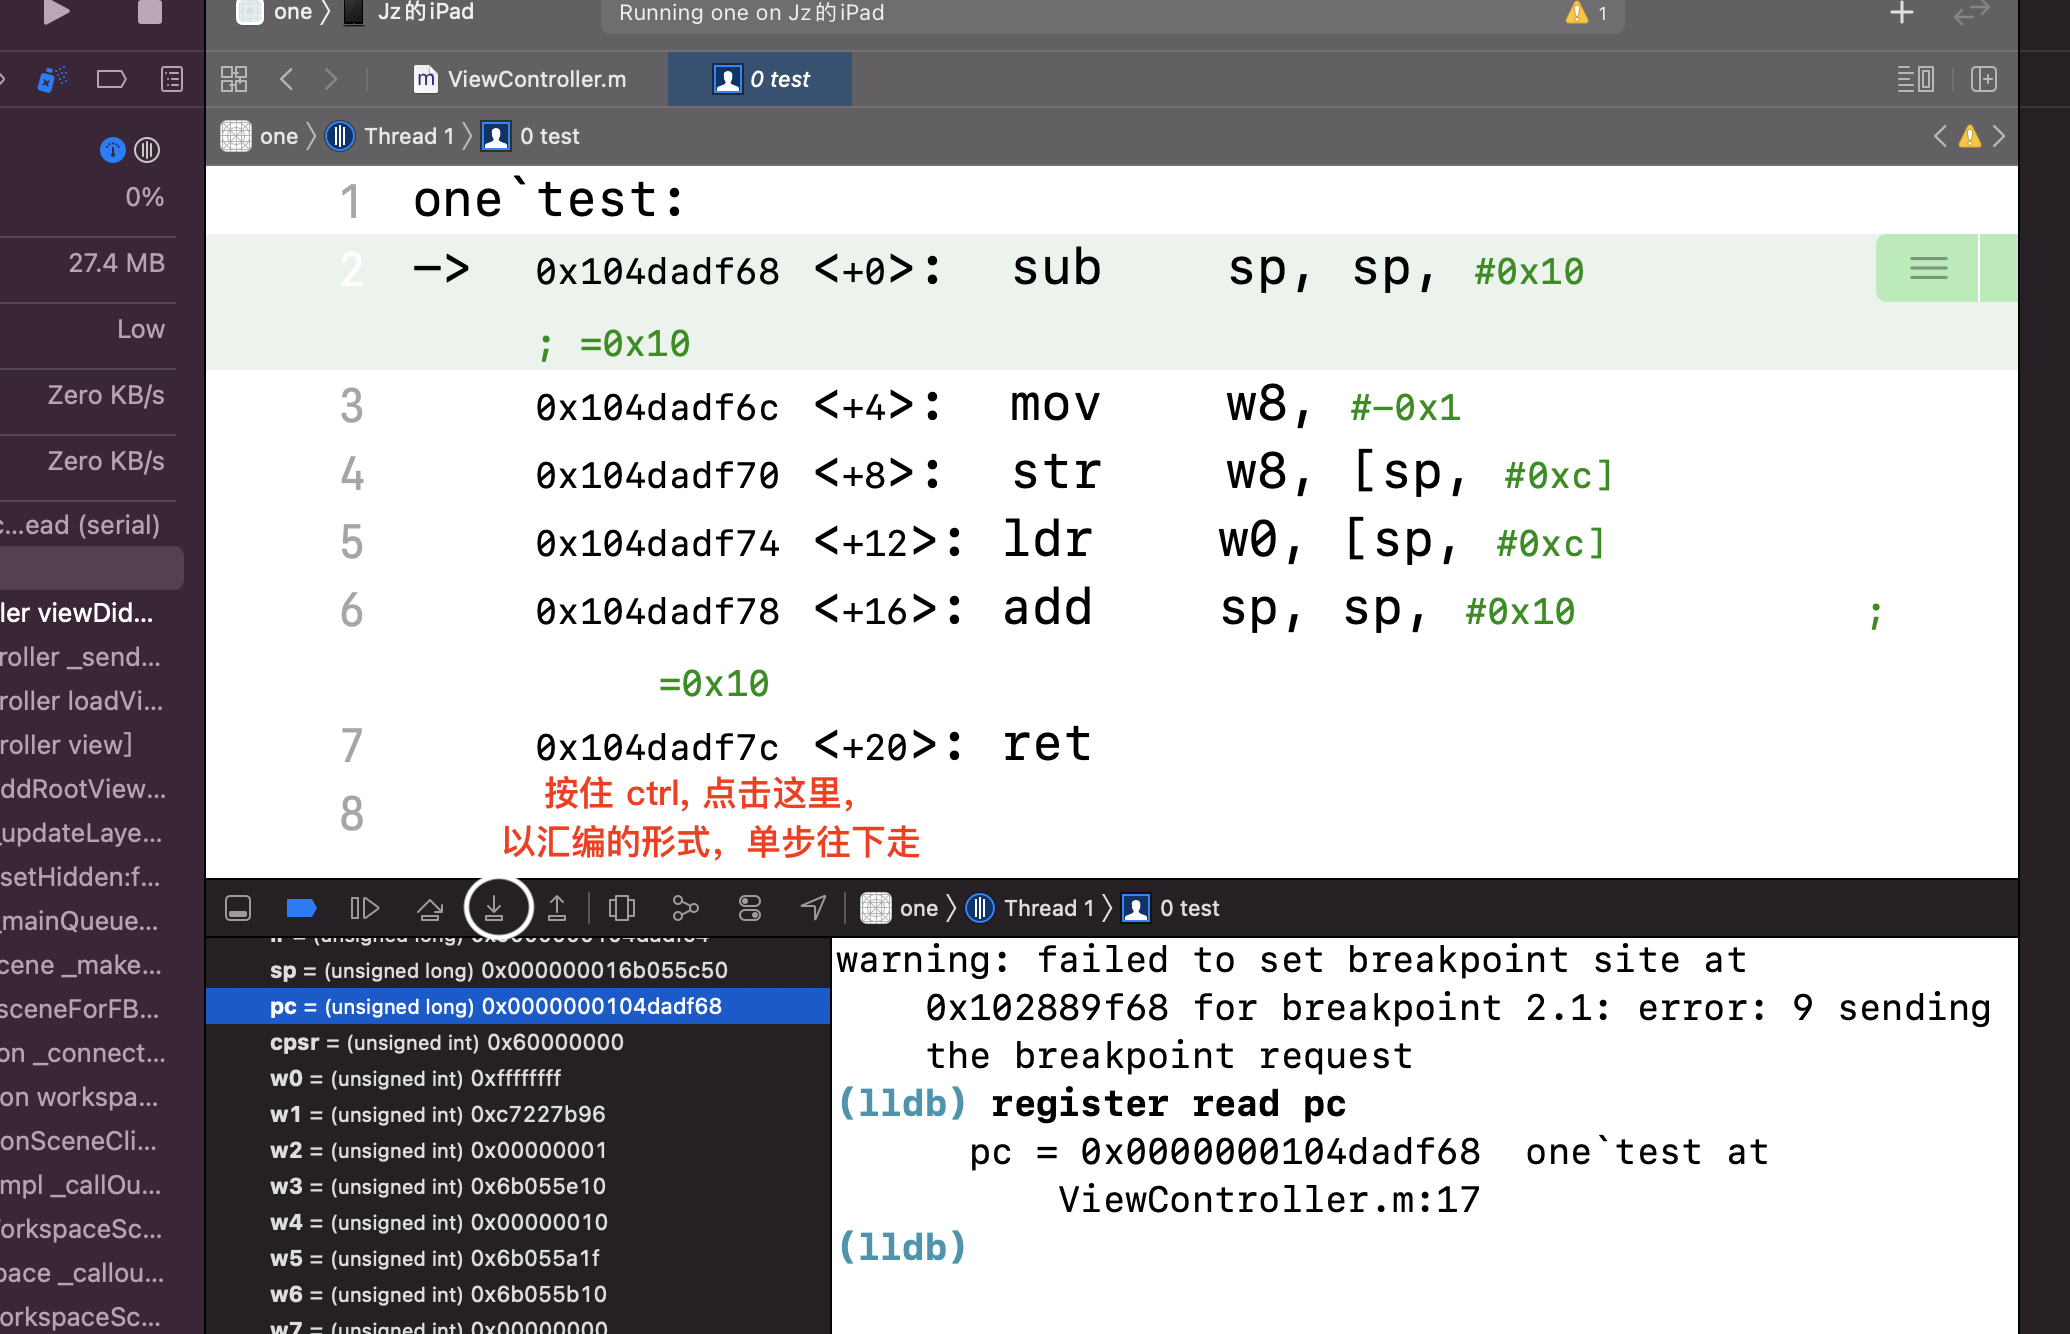 one 〉 Jz的iPad
Running one on Jz的iPad
1
ViewController.m
0 test
one 〉 Thread 1 〉 0 test
0%
27.4 MB
Low
Zero KB/s
Zero KB/s
c...ead (serial)
ler viewDid...
roller _send...
roller loadVi...
roller view]
ddRootView...
_updateLaye...
setHidden:f...
_mainQueue...
cene _make...
sceneForFB...
on _connect...
on workspa...
onSceneCli...
mpl _callOu...
orkspaceSc...
pace _callou...
orkspaceSc...
1 one`test:
2 -> 0x104dadf68 <+0>: sub sp, sp, #0x10
; =0x10
3 0x104dadf6c <+4>: mov w8, #-0x1
4 0x104dadf70 <+8>: str w8, [sp, #0xc]
5 0x104dadf74 <+12>: ldr w0, [sp, #0xc]
6 0x104dadf78 <+16>: add sp, sp, #0x10 ;
=0x10
7 0x104dadf7c <+20>: ret
8
按住 ctrl, 点击这里，
以汇编的形式，单步往下走
one 〉 Thread 1 〉 0 test
sp = (unsigned long) 0x000000016b055c50
pc = (unsigned long) 0x0000000104dadf68
cpsr = (unsigned int) 0x60000000
w0 = (unsigned int) 0xffffffff
w1 = (unsigned int) 0xc7227b96
w2 = (unsigned int) 0x00000001
w3 = (unsigned int) 0x6b055e10
w4 = (unsigned int) 0x00000010
w5 = (unsigned int) 0x6b055a1f
w6 = (unsigned int) 0x6b055b10
w7 = (unsigned int) 0x00000000
warning: failed to set breakpoint site at
0x102889f68 for breakpoint 2.1: error: 9 sending
the breakpoint request
(lldb) register read pc
pc = 0x0000000104dadf68 one`test at
ViewController.m:17
(lldb)